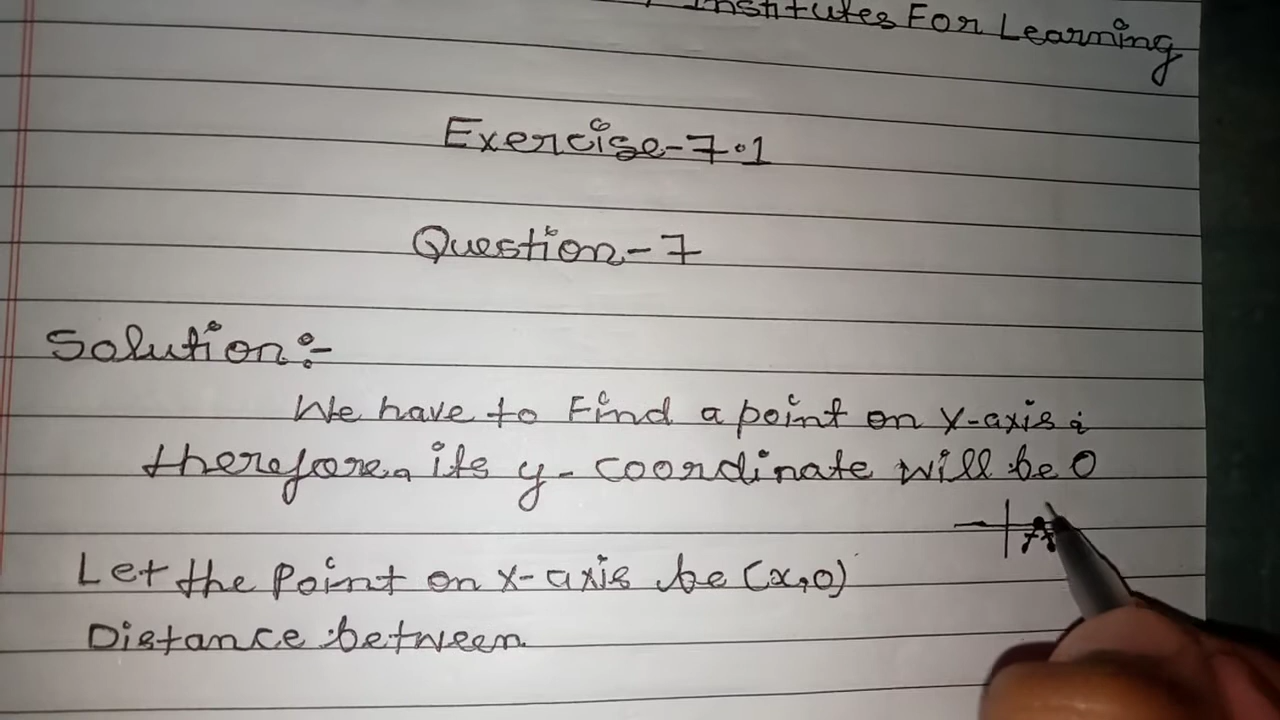 Institutes For Learning
Exercise-7.1
Question-7
Solution:-
We have to Find a point on X-axis;
therefore, its y-coordinate will be 0
Let the Point on X-axis be (x,0)
Distance between